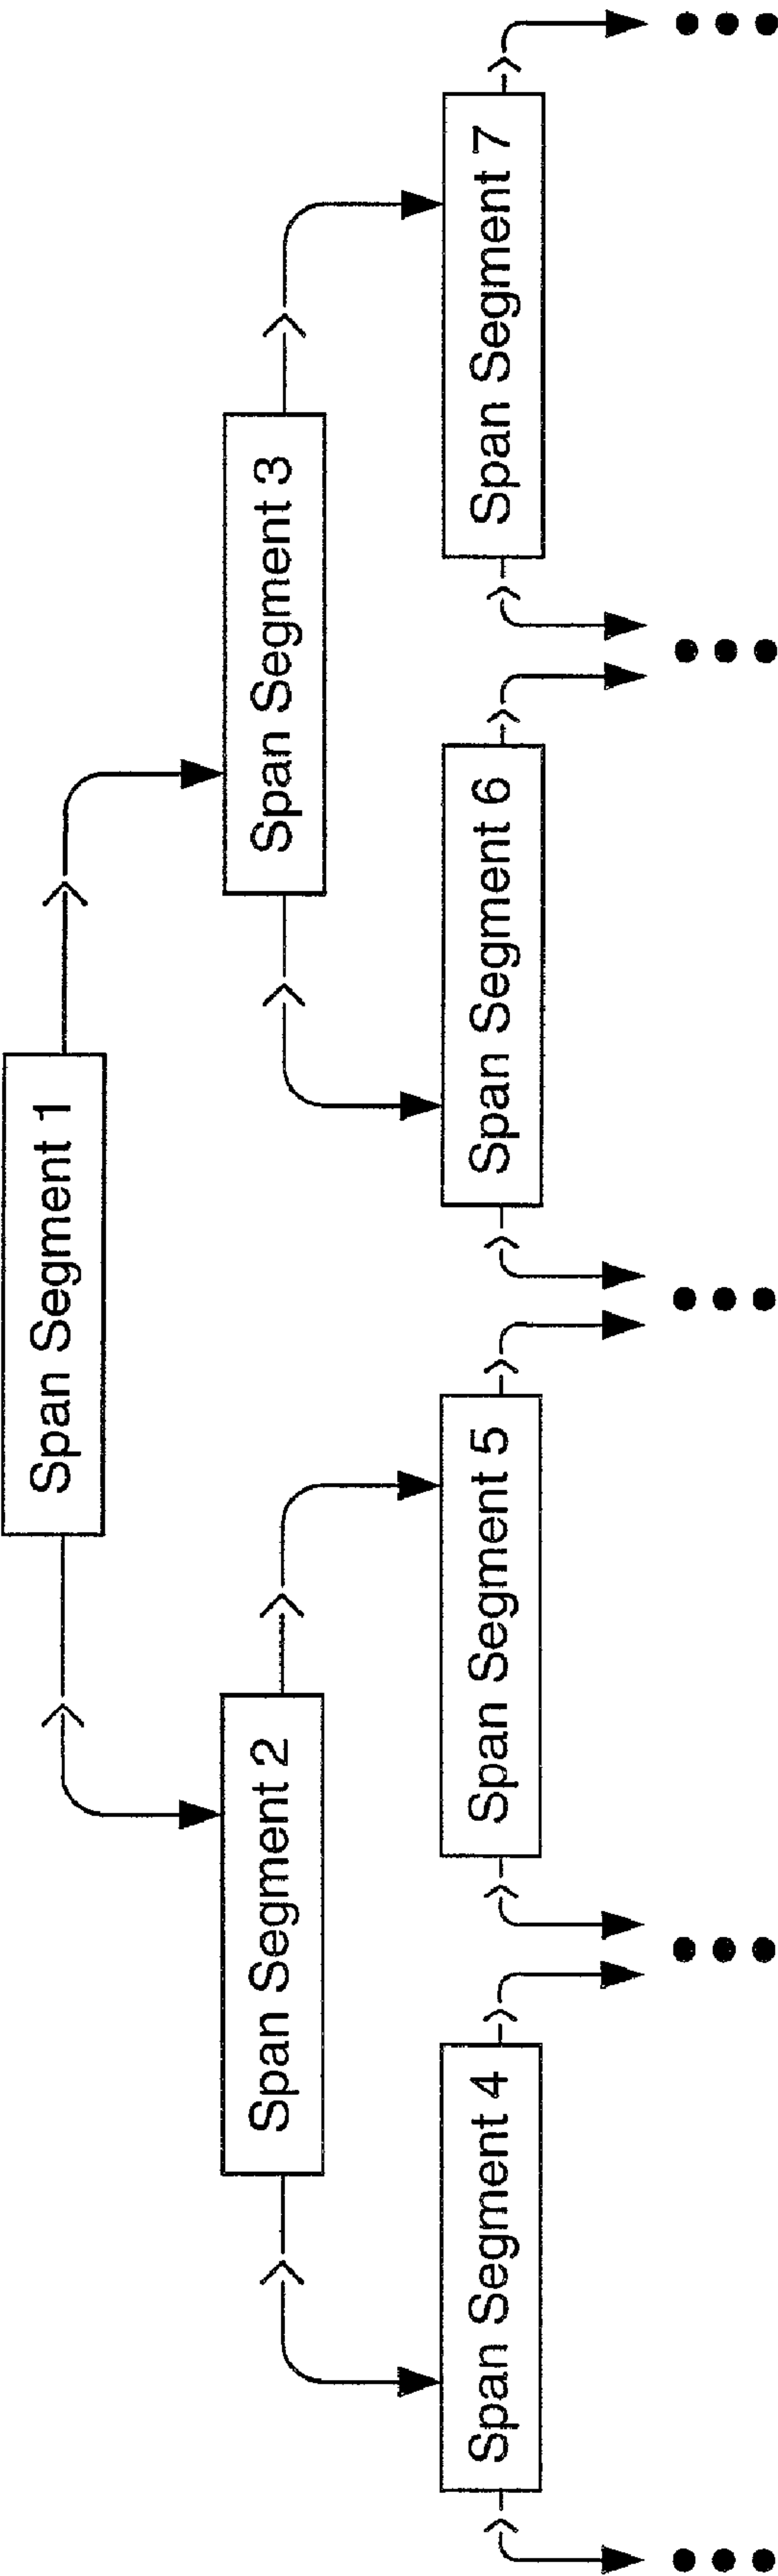 Span Segment 1
Span Segment 2
Span Segment 3
Span Segment 4
Span Segment 5
Span Segment 6
Span Segment 7